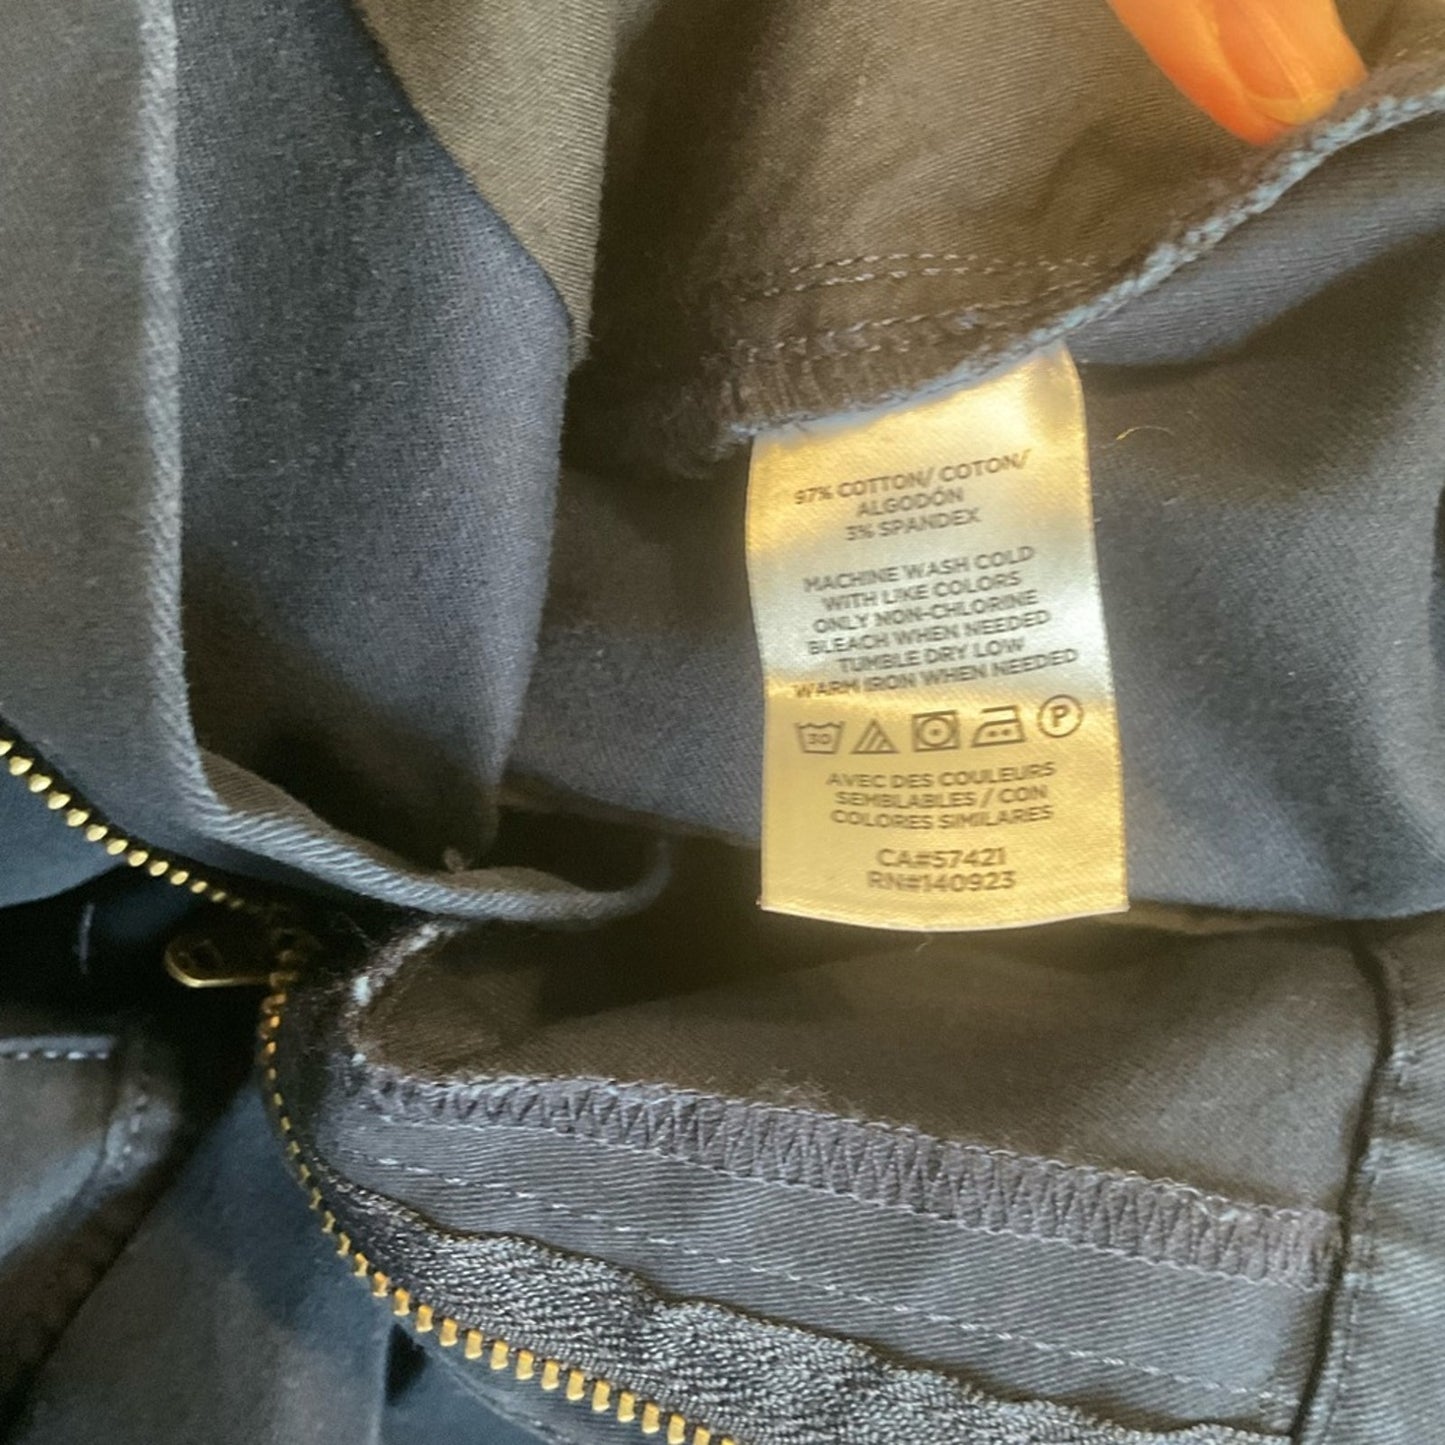 97% COTTON/ COTON/
ALGODÓN
3% SPANDEX
MACHINE WASH COLD
WITH LIKE COLORS
ONLY NON-CHLORINE
BLEACH WHEN NEEDED
TUMBLE DRY LOW
WARM IRON WHEN NEEDED
30 P
AVEC DES COULEURS
SEMBLABLES / CON
COLORES SIMILARES
CA#57421
RN#140923